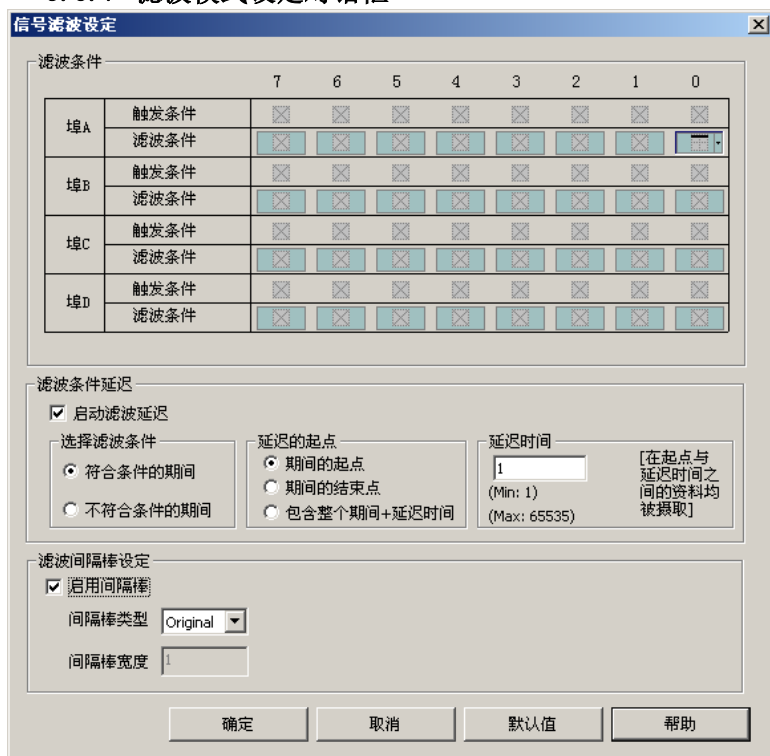 信号滤波设定
滤波条件
7 6 5 4 3 2 1 0
埠A 触发条件
滤波条件
埠B 触发条件
滤波条件
埠C 触发条件
滤波条件
埠D 触发条件
滤波条件
滤波条件延迟
启动滤波延迟
选择滤波条件
符合条件的期间
不符合条件的期间
延迟的起点
期间的起点
期间的结束点
包含整个期间+延迟时间
延迟时间
1
(Min: 1)
(Max: 65535)
[在起点与
延迟时间之
间的资料均
被摄取]
滤波间隔棒设定
启用间隔棒
间隔棒类型 Original
间隔棒宽度 1
确定 取消 默认值 帮助